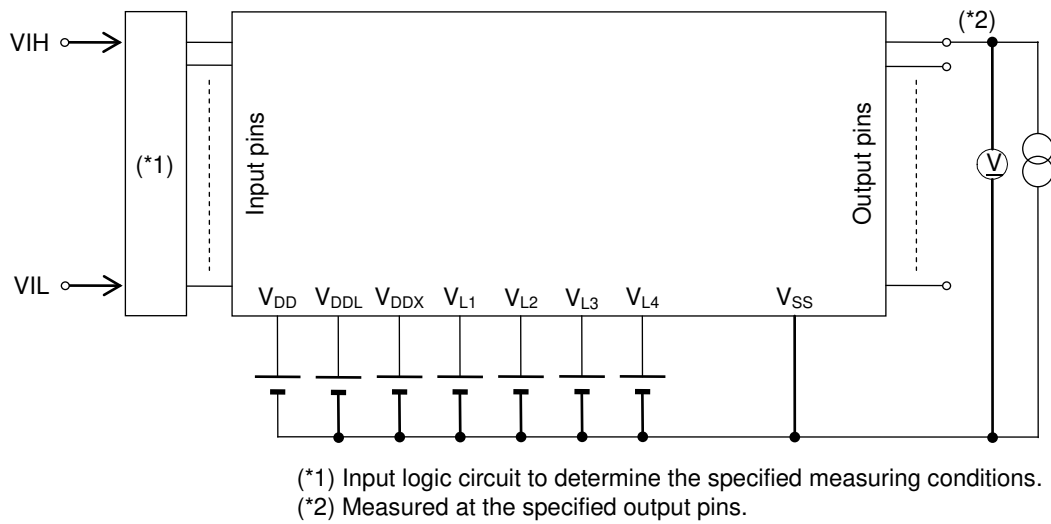 VIH
(*2)
(*1)
Input pins
Output pins
V
VIL
VDD VDDL VDDX VL1 VL2 VL3 VL4 VSS
(*1) Input logic circuit to determine the specified measuring conditions.
(*2) Measured at the specified output pins.